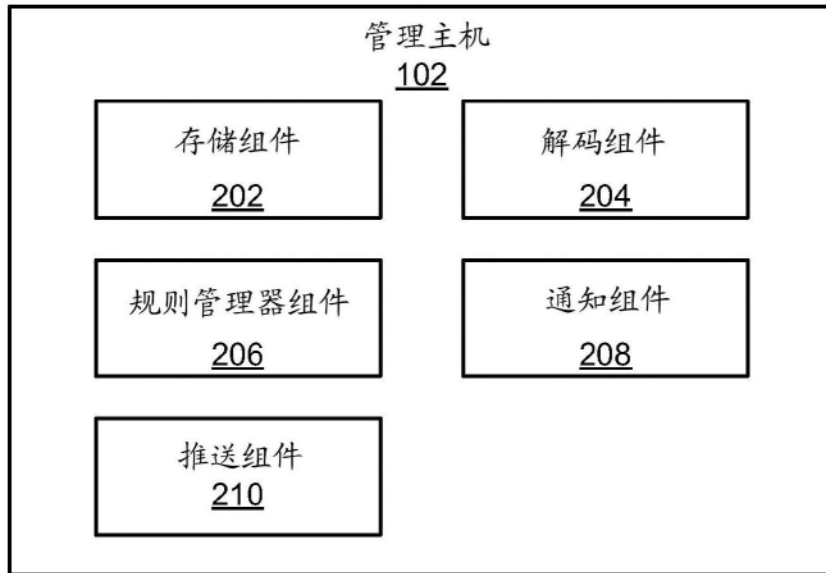 管理主机
102
存储组件
202
解码组件
204
规则管理器组件
206
通知组件
208
推送组件
210